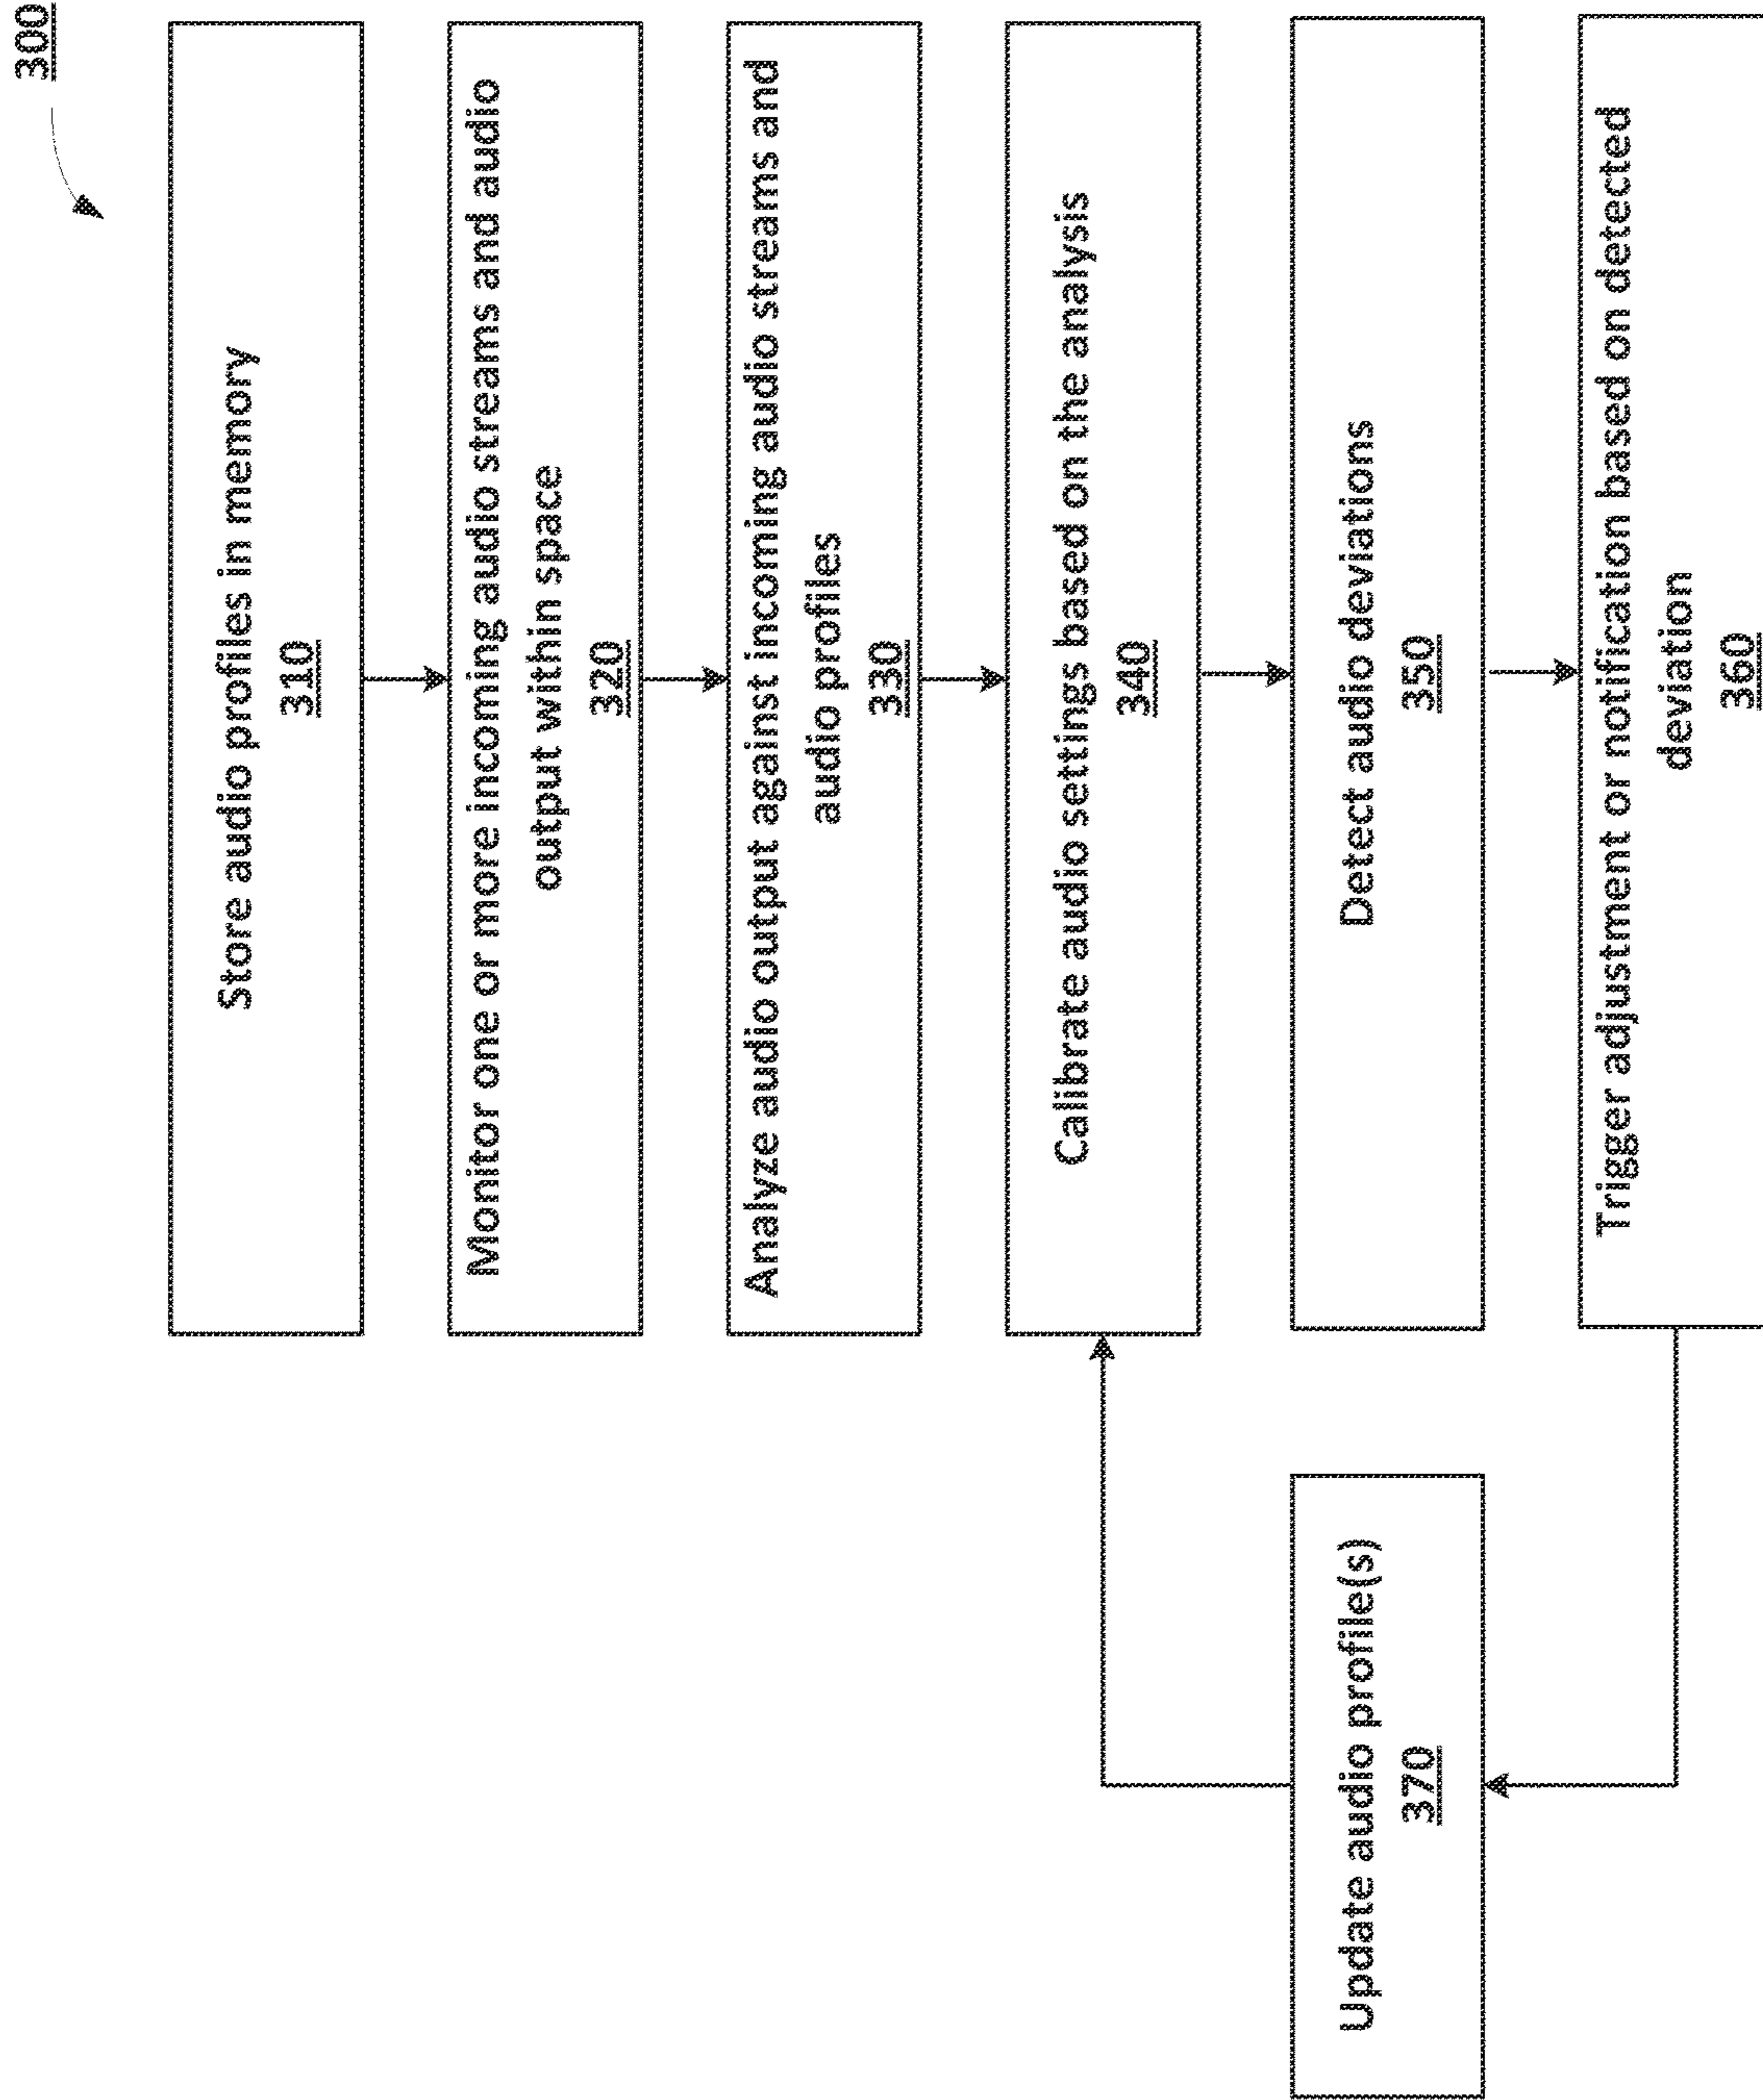 300
Store audio profiles in memory
310
Monitor one or more incoming audio streams and audio
output within space
320
Analyze audio output against incoming audio streams and
audio profiles
330
Calibrate audio settings based on the analysis
340
Detect audio deviations
350
Trigger adjustment or notification based on detected
deviation
360
Update audio profile(s)
370